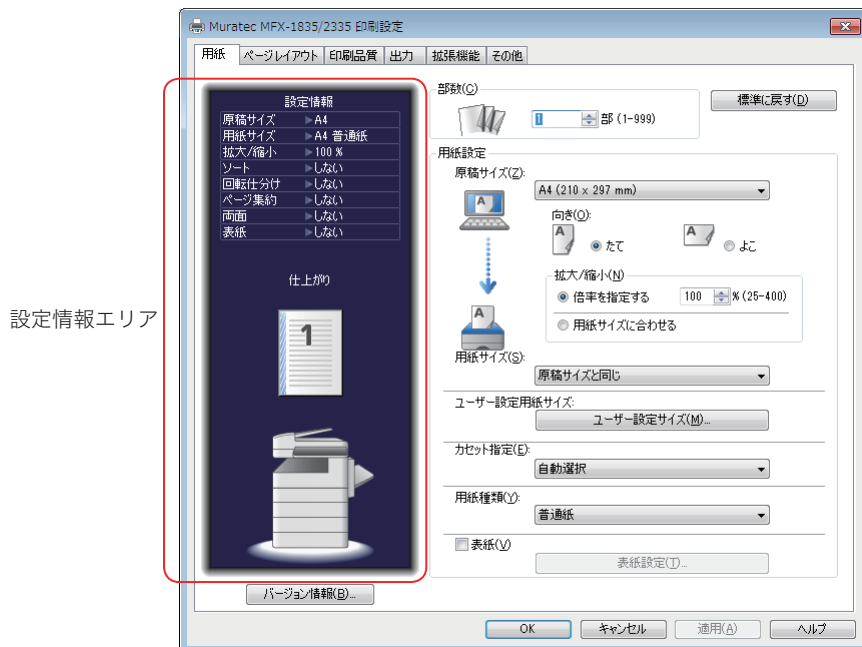 Muratec MFX-1835/2335 印刷設定
用紙 ページレイアウト 印刷品質 出力 拡張機能 その他
設定情報エリア
設定情報
原稿サイズ ▶A4
用紙サイズ ▶A4 普通紙
拡大/縮小 ▶100 %
ソート ▶しない
回転仕分け ▶しない
ページ集約 ▶しない
両面 ▶しない
表紙 ▶しない
仕上がり
1
バージョン情報(B)...
部数(C)
1 部 (1-999)
標準に戻す(D)
用紙設定
原稿サイズ(Z):
A4 (210 x 297 mm)
A
向き(O):
A たて A よこ
拡大/縮小(N)
倍率を指定する 100 % (25-400)
用紙サイズに合わせる
A
用紙サイズ(S):
原稿サイズと同じ
ユーザー設定用紙サイズ:
ユーザー設定サイズ(M)...
カセット指定(E):
自動選択
用紙種類(Y):
普通紙
表紙(V)
表紙設定(T)...
OK キャンセル 適用(A) ヘルプ